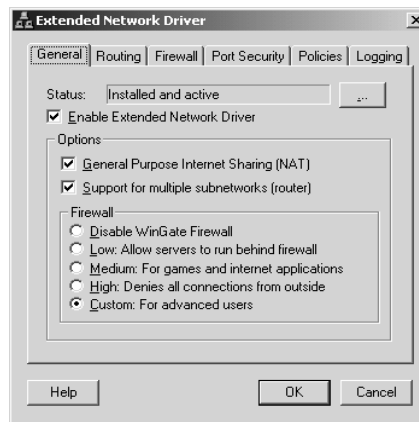 Extended Network Driver
General Routing Firewall Port Security Policies Logging
Status: Installed and active ...
Enable Extended Network Driver
Options
General Purpose Internet Sharing (NAT)
Support for multiple subnetworks (router)
Firewall
Disable WinGate Firewall
Low: Allow servers to run behind firewall
Medium: For games and internet applications
High: Denies all connections from outside
Custom: For advanced users
Help OK Cancel